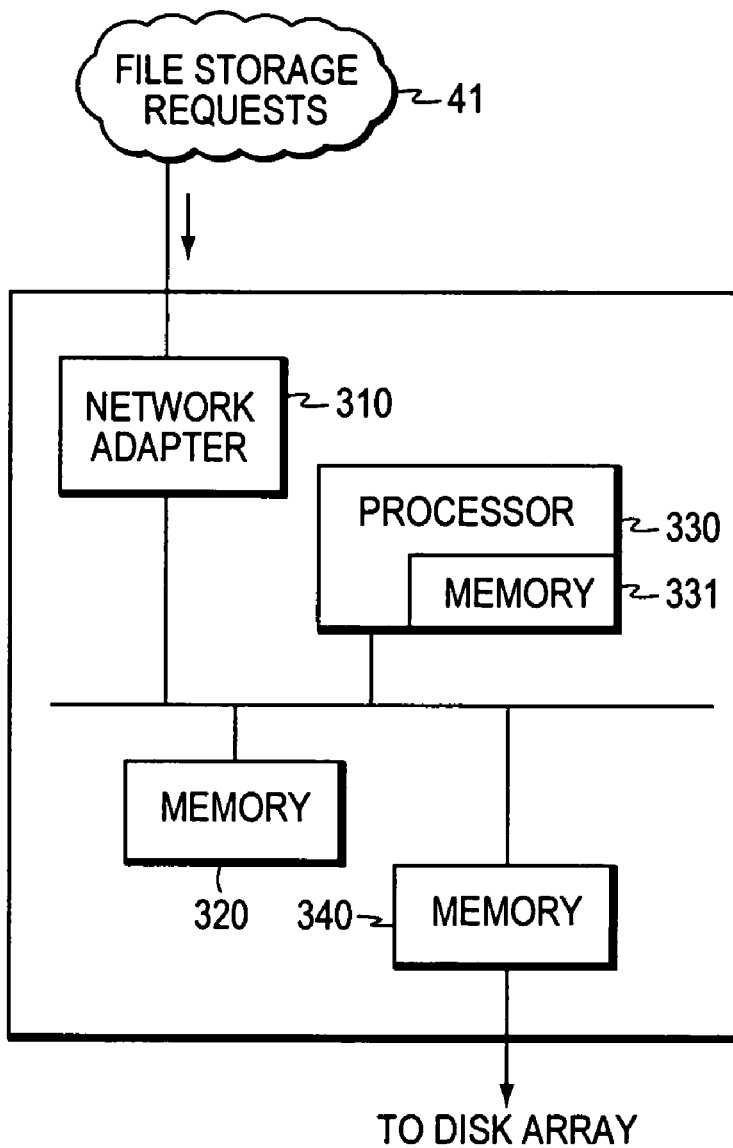 FILE STORAGE
REQUESTS
41
NETWORK
ADAPTER
310
PROCESSOR
330
MEMORY
331
MEMORY
320
340
MEMORY
TO DISK ARRAY